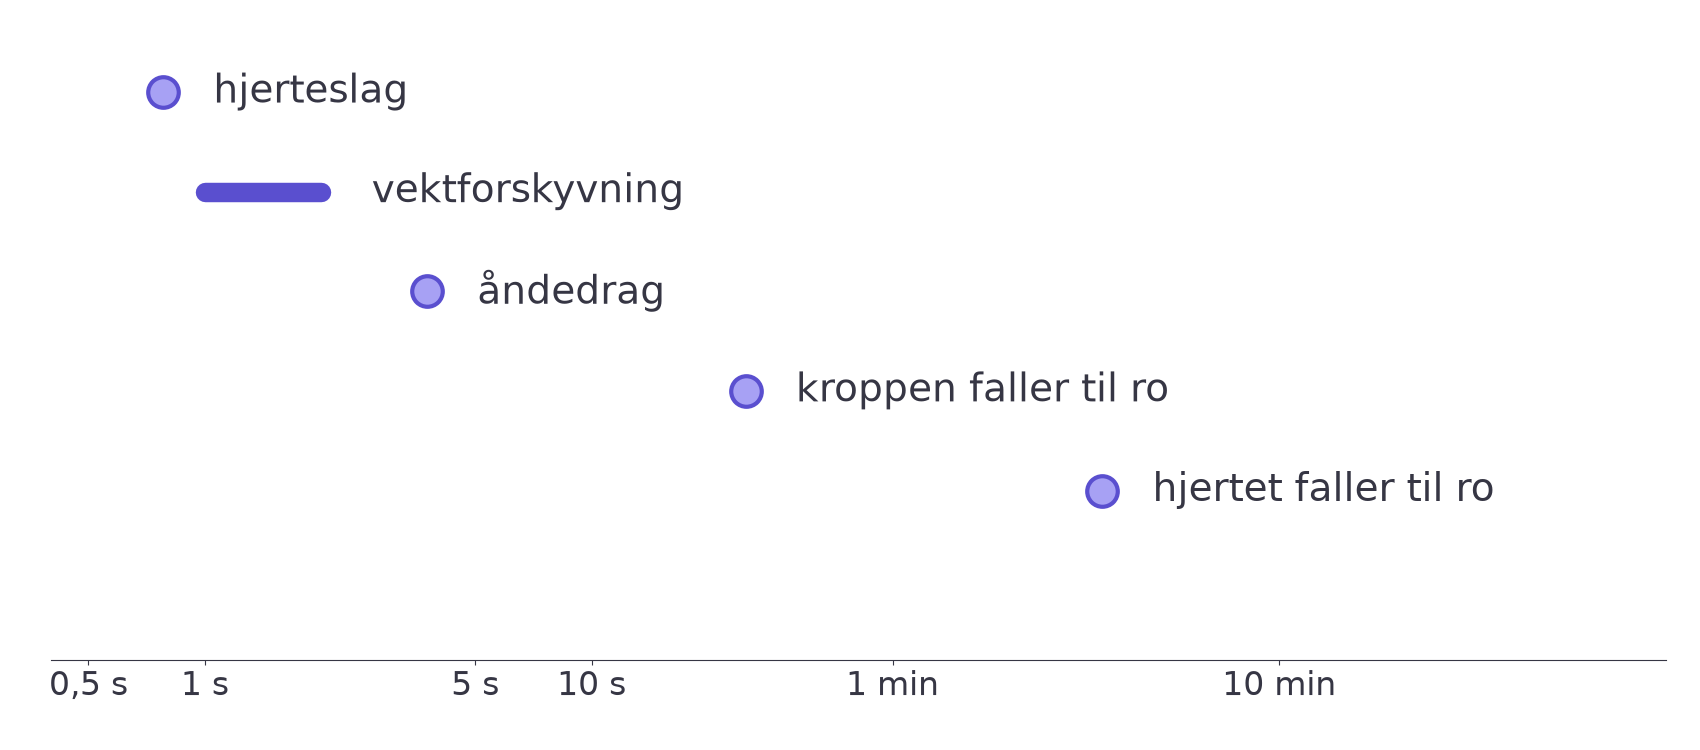 hjerteslag
vektforskyvning
åndedrag
kroppen faller til ro
hjertet faller til ro
0,5 s 1 s 5 s 10 s 1 min 10 min